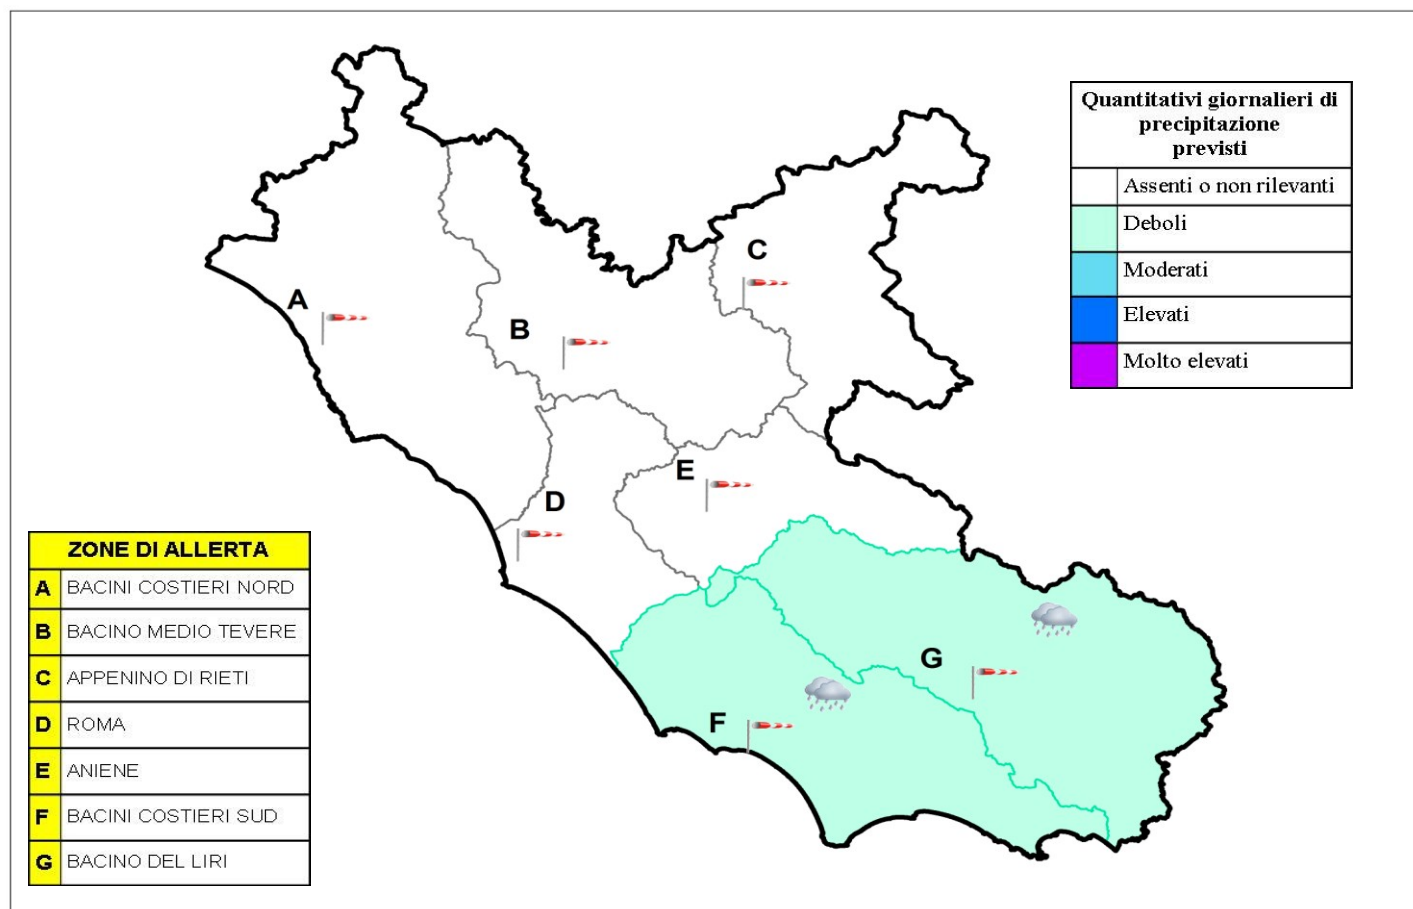 Quantitativi giornalieri di
precipitazione
previsti
Assenti o non rilevanti
Deboli
Moderati
Elevati
Molto elevati
C
A
B
E
D
G
F
ZONE DI ALLERTA
A BACINI COSTIERI NORD
B BACINO MEDIO TEVERE
C APPENINO DI RIETI
D ROMA
E ANIENE
F BACINI COSTIERI SUD
G BACINO DEL LIRI